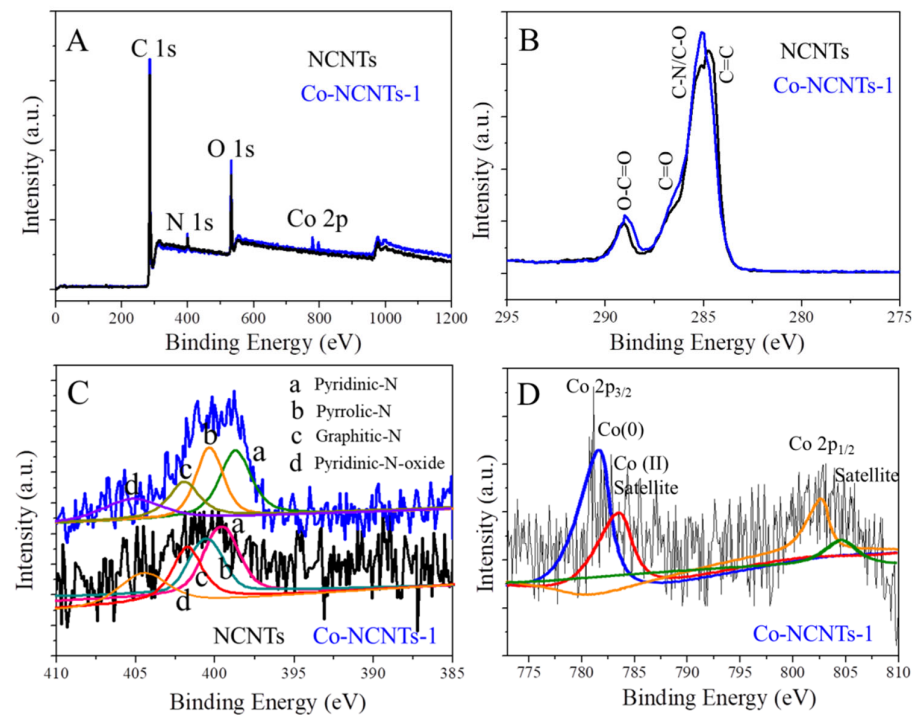 A
C 1s
N 1s
O 1s
Co 2p
NCNTs
Co-NCNTs-1
Intensity (a.u.)
0 200 400 600 800 1000 1200
Binding Energy (eV)
B
NCNTs
Co-NCNTs-1
O-C=O
C=O
C-N/C-O
C=C
Intensity (a.u.)
295 290 285 280 275
Binding Energy (eV)
C
a Pyridinic-N
b Pyrrolic-N
c Graphitic-N
d Pyridinic-N-oxide
d
c
b
a
a
b
c
d
NCNTs Co-NCNTs-1
Intensity (a.u.)
410 405 400 395 390 385
Binding Energy (eV)
D
Co 2p3/2
Co(0)
Co (II)
Satellite
Co 2p1/2
Satellite
Co-NCNTs-1
Intensity (a.u.)
775 780 785 790 795 800 805 810
Binding Energy (eV)